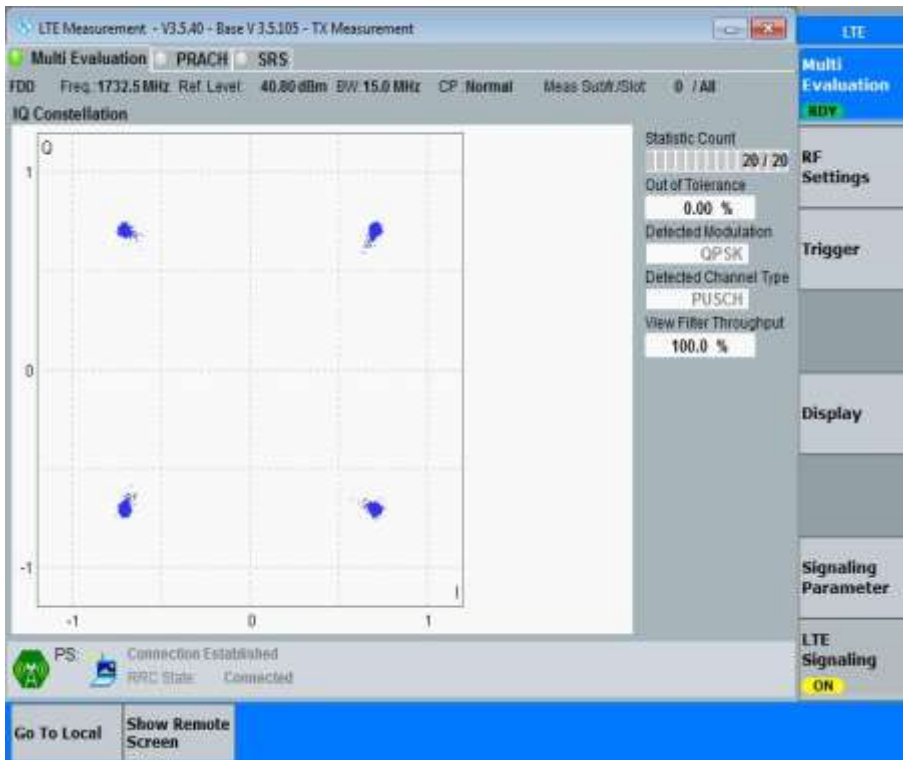 LTE Measurement - V3.5.40 - Base V 3.5.105 - TX Measurement
LTE
Multi Evaluation PRACH SRS
FDD Freq.:1732.5 MHz Ref. Level: 40.80 dBm BW:15.0 MHz CP:Normal Meas Subfr./Slot: 0 / All
IQ Constellation
Q
1
0
-1
-1 0 1
I
Statistic Count
20 / 20
Out of Tolerance
0.00 %
Detected Modulation
QPSK
Detected Channel Type
PUSCH
View Filter Throughput
100.0 %
Multi
Evaluation
RDY
RF
Settings
Trigger
Display
Signaling
Parameter
LTE
Signaling
ON
PS: Connection Established
RRC State: Connected
Go To Local
Show Remote
Screen